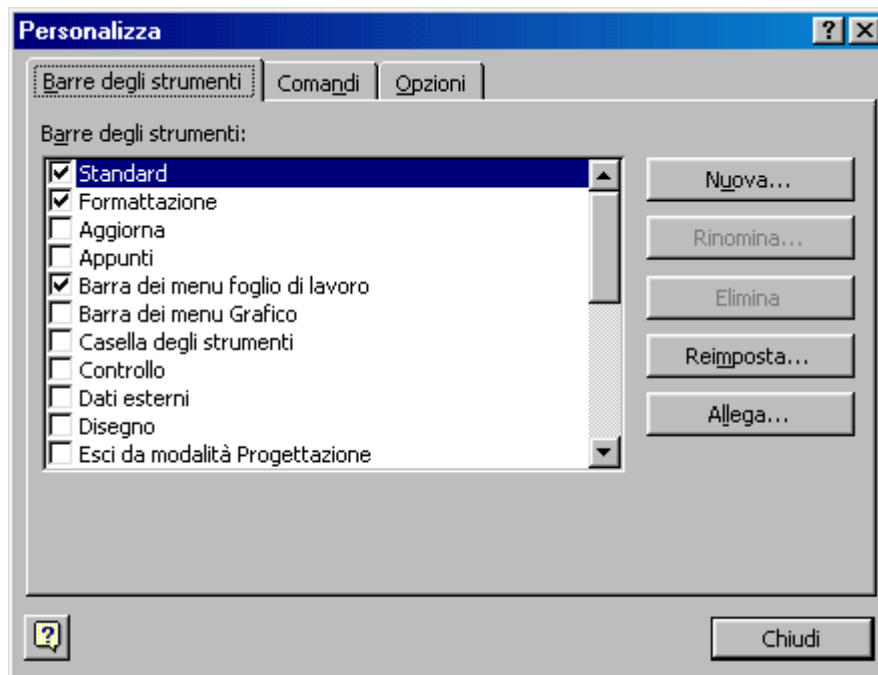 Personalizza
Barre degli strumenti Comandi Opzioni
Barre degli strumenti:
Standard
Formattazione
Aggiorna
Appunti
Barra dei menu foglio di lavoro
Barra dei menu Grafico
Casella degli strumenti
Controllo
Dati esterni
Disegno
Esci da modalità Progettazione
Nuova...
Rinomina...
Elimina
Reimposta...
Allega...
Chiudi